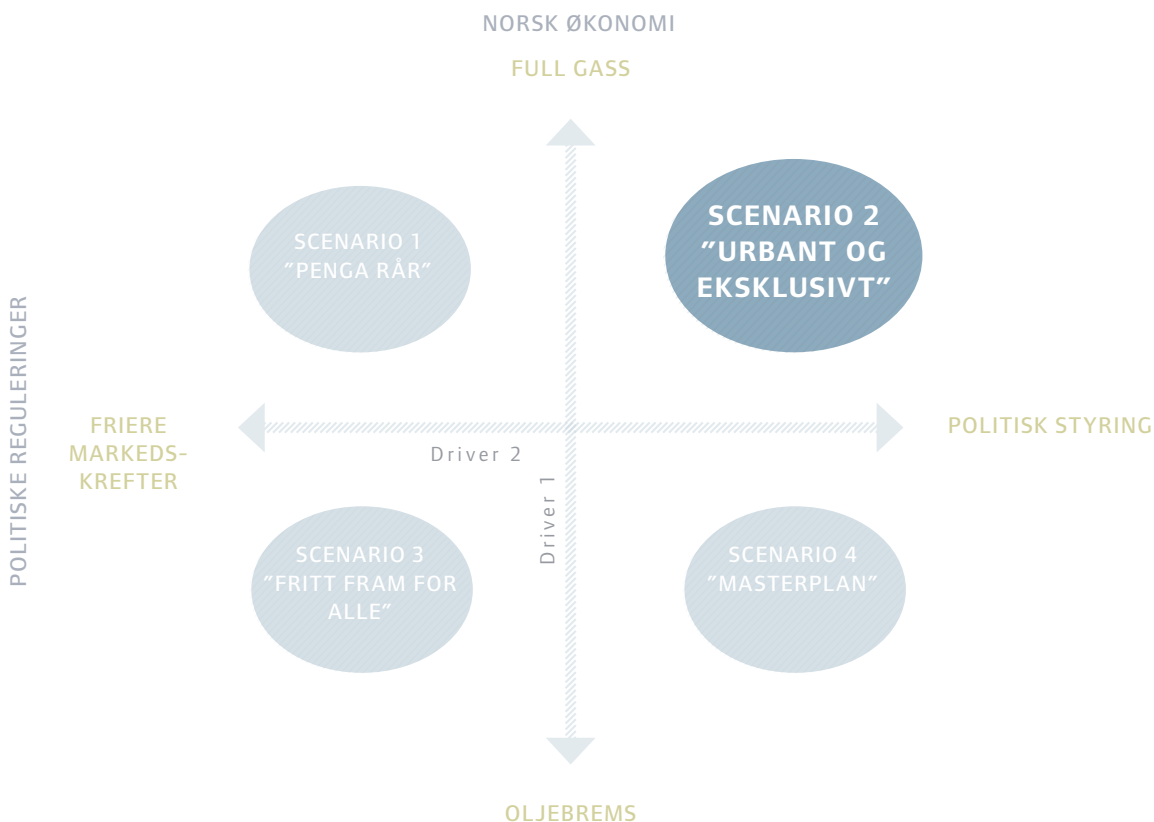 NORSK ØKONOMI
FULL GASS
SCENARIO 1
”PENGA RÅR”
SCENARIO 2
”URBANT OG
EKSKLUSIVT”
POLITISKE REGULERINGER
FRIERE
MARKEDS-
KREFTER
POLITISK STYRING
Driver 2
Driver 1
SCENARIO 3
”FRITT FRAM FOR
ALLE”
SCENARIO 4
”MASTERPLAN”
OLJEBREMS